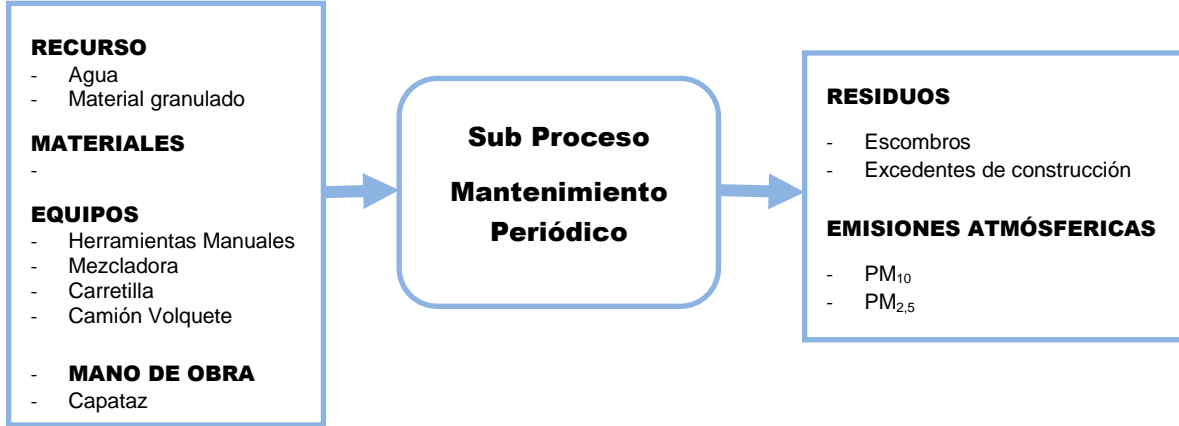 RECURSO
- Agua
- Material granulado
MATERIALES
-
EQUIPOS
- Herramientas Manuales
- Mezcladora
- Carretilla
- Camión Volquete
- MANO DE OBRA
- Capataz
Sub Proceso
Mantenimiento
Periódico
RESIDUOS
- Escombros
- Excedentes de construcción
EMISIONES ATMÓSFERICAS
- PM₁₀
- PM₂,₅